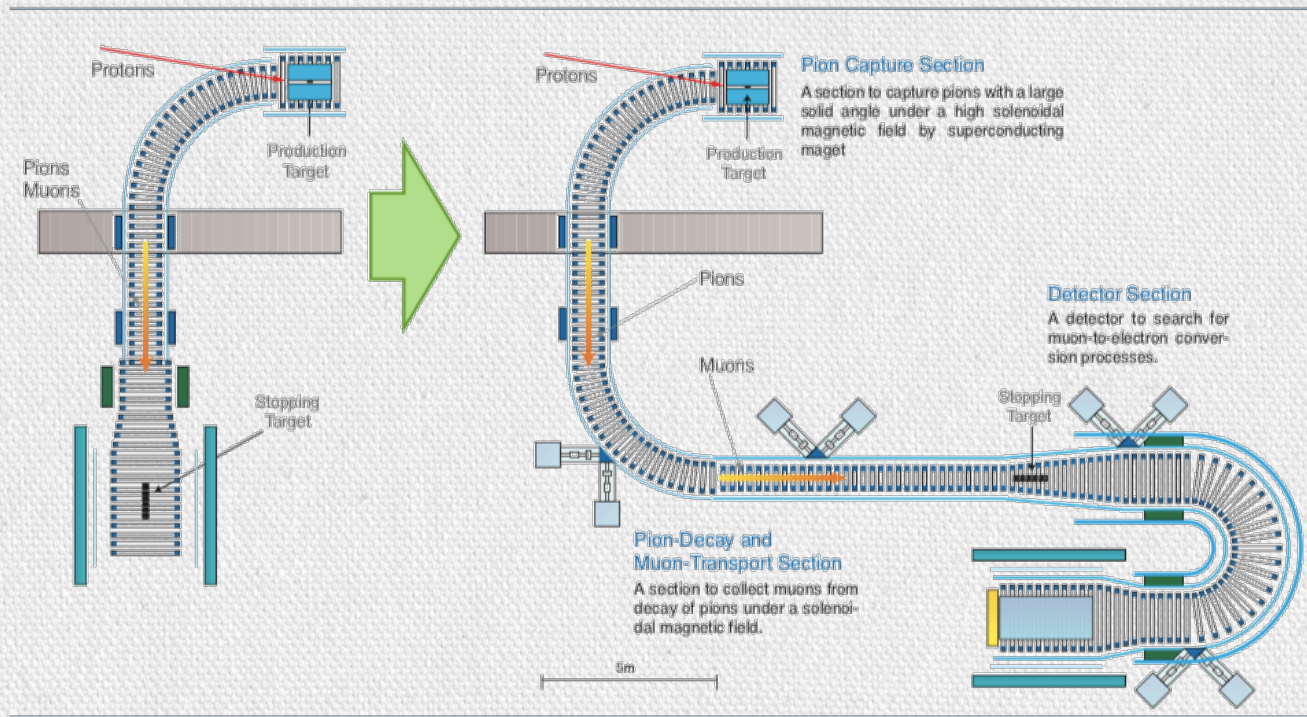 Protons
Production
Target
Pions
Muons
Stopping
Target
Protons
Production
Target
Pion Capture Section
A section to capture pions with a large
solid angle under a high solenoidal
magnetic field by superconducting
maget
Pions
Muons
Detector Section
A detector to search for
muon-to-electron conver-
sion processes.
Stopping
Target
Pion-Decay and
Muon-Transport Section
A section to collect muons from
decay of pions under a solenoi-
dal magnetic field.
5m